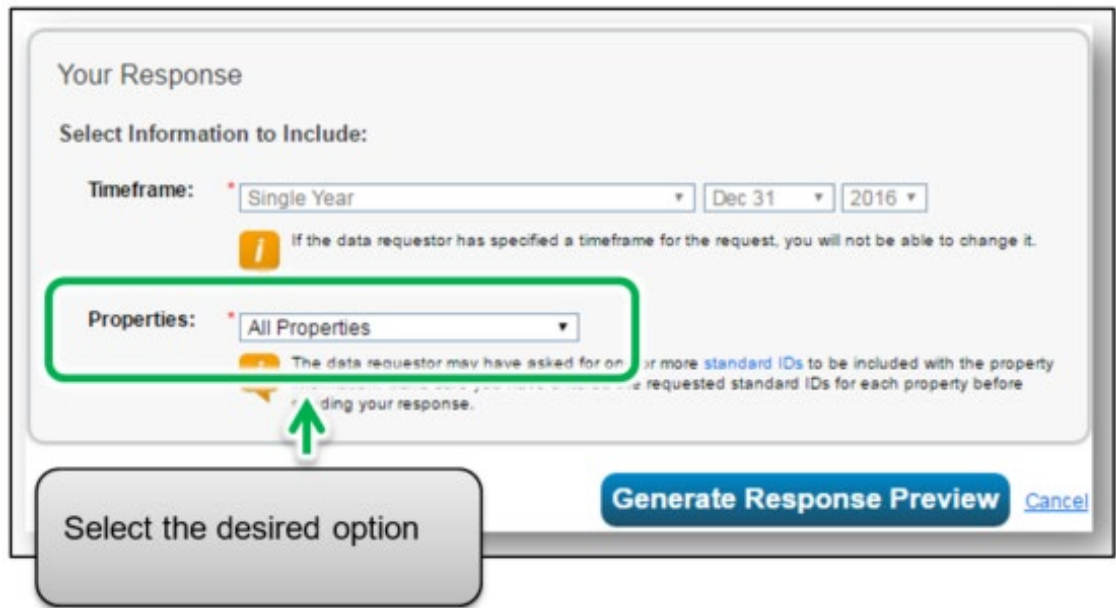 Your Response
Select Information to Include:
Timeframe: * Single Year Dec 31 2016
i If the data requestor has specified a timeframe for the request, you will not be able to change it.
Properties: * All Properties
The data requestor may have asked for or more standard IDs to be included with the property
requested standard IDs for each property before
your response.
Generate Response Preview Cancel
Select the desired option